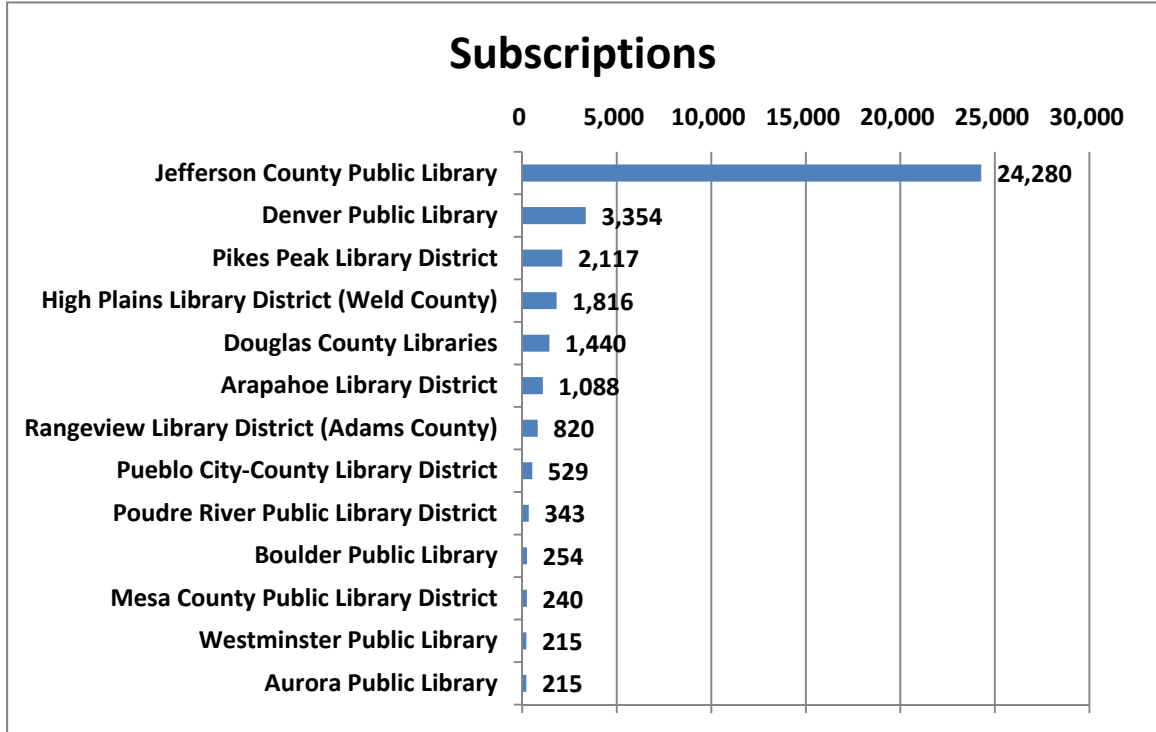 Subscriptions
0 5,000 10,000 15,000 20,000 25,000 30,000
Jefferson County Public Library 24,280
Denver Public Library 3,354
Pikes Peak Library District 2,117
High Plains Library District (Weld County) 1,816
Douglas County Libraries 1,440
Arapahoe Library District 1,088
Rangeview Library District (Adams County) 820
Pueblo City-County Library District 529
Poudre River Public Library District 343
Boulder Public Library 254
Mesa County Public Library District 240
Westminster Public Library 215
Aurora Public Library 215